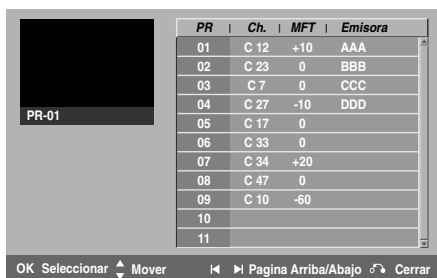 PR | Ch. | MFT | Emisora
01 C 12 +10 AAA
02 C 23 0 BBB
03 C 7 0 CCC
04 C 27 -10 DDD
05 C 17 0
06 C 33 0
07 C 34 +20
08 C 47 0
09 C 10 -60
10
11
PR-01
OK Seleccionar Mover Pagina Arriba/Abajo Cerrar